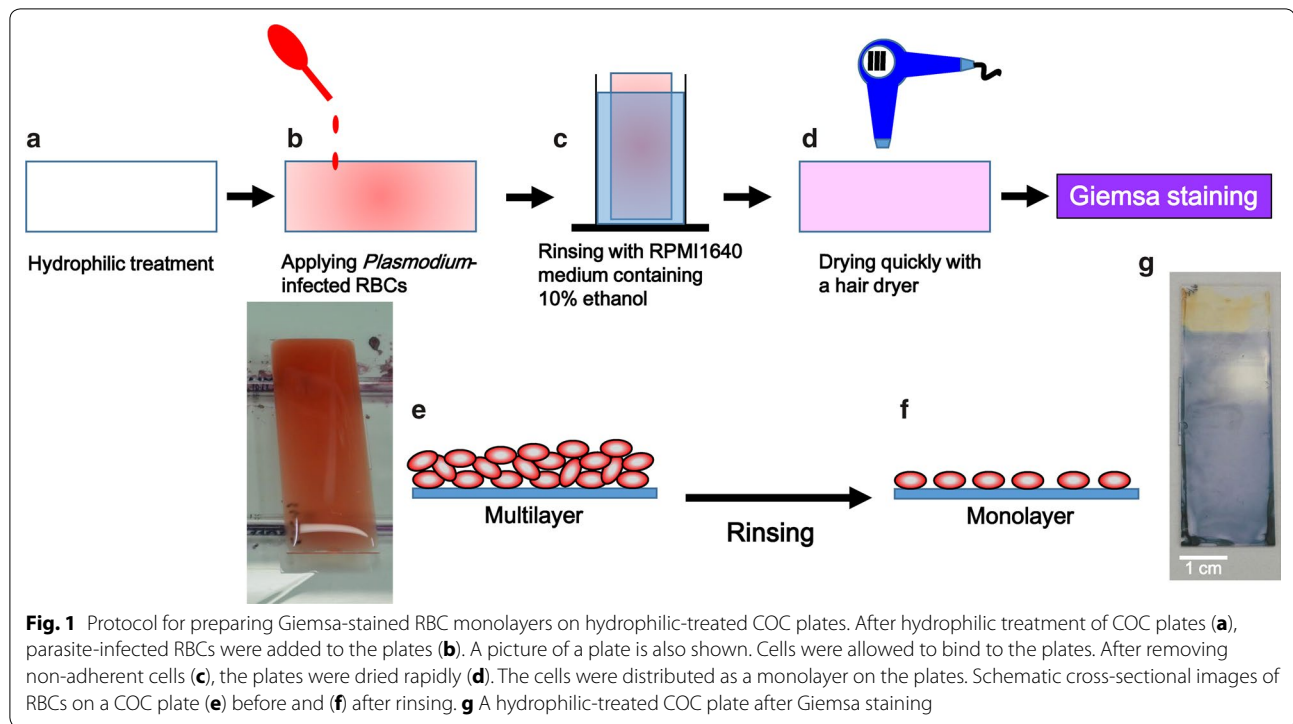 a
b
c
d
Giemsa staining
Hydrophilic treatment
Applying Plasmodium-
infected RBCs
Rinsing with RPMI1640
medium containing
10% ethanol
Drying quickly with
a hair dryer
g
e
f
Multilayer
Rinsing
Monolayer
1 cm
Fig. 1 Protocol for preparing Giemsa-stained RBC monolayers on hydrophilic-treated COC plates. After hydrophilic treatment of COC plates (a),
parasite-infected RBCs were added to the plates (b). A picture of a plate is also shown. Cells were allowed to bind to the plates. After removing
non-adherent cells (c), the plates were dried rapidly (d). The cells were distributed as a monolayer on the plates. Schematic cross-sectional images of
RBCs on a COC plate (e) before and (f) after rinsing. g A hydrophilic-treated COC plate after Giemsa staining